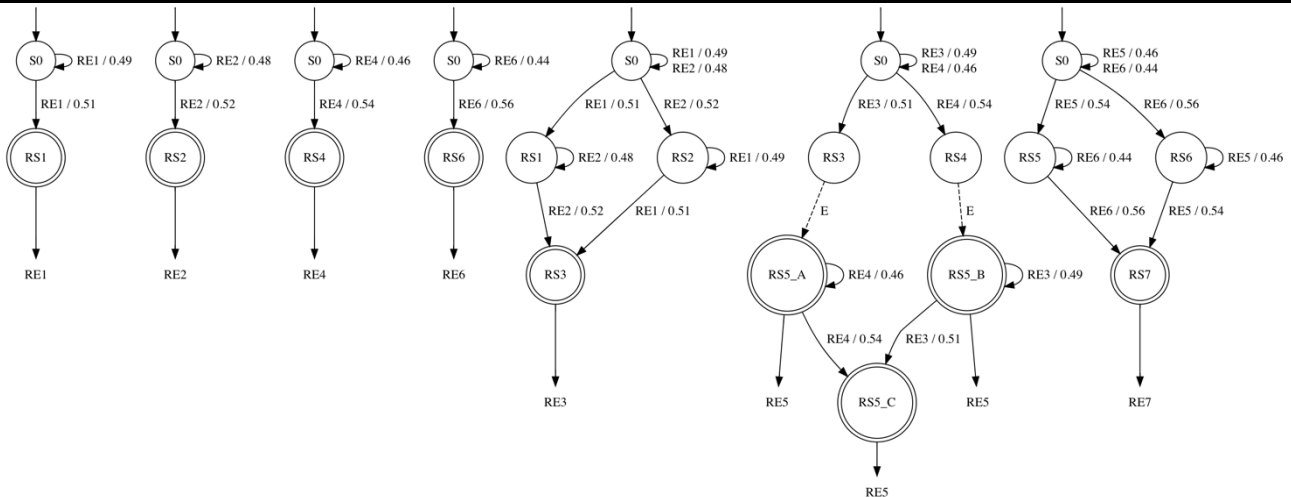 S0
RE1 / 0.49
RE1 / 0.51
RS1
RE1
S0
RE2 / 0.48
RE2 / 0.52
RS2
RE2
S0
RE4 / 0.46
RE4 / 0.54
RS4
RE4
S0
RE6 / 0.44
RE6 / 0.56
RS6
RE6
S0
RE1 / 0.49
RE2 / 0.48
RE1 / 0.51
RE2 / 0.52
RS1
RE2 / 0.48
RS2
RE1 / 0.49
RE2 / 0.52
RE1 / 0.51
RS3
RE3
S0
RE3 / 0.49
RE4 / 0.46
RE3 / 0.51
RE4 / 0.54
RS3
RS4
E
E
RS5_A
RE4 / 0.46
RS5_B
RE3 / 0.49
RE4 / 0.54
RE3 / 0.51
RE5
RS5_C
RE5
RE5
S0
RE5 / 0.46
RE6 / 0.44
RE5 / 0.54
RE6 / 0.56
RS5
RE6 / 0.44
RS6
RE5 / 0.46
RE6 / 0.56
RE5 / 0.54
RS7
RE7